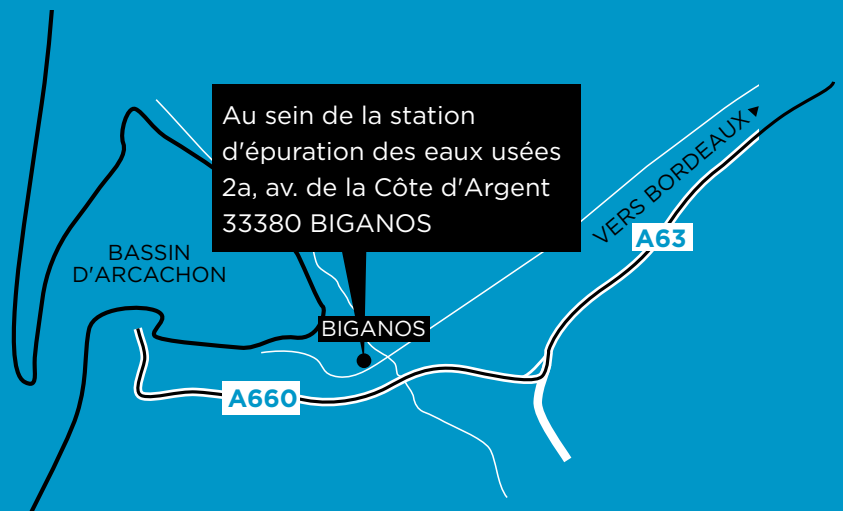 Au sein de la station
d'épuration des eaux usées
2a, av. de la Côte d'Argent
33380 BIGANOS
VERS BORDEAUX
A63
BASSIN
D'ARCACHON
BIGANOS
A660